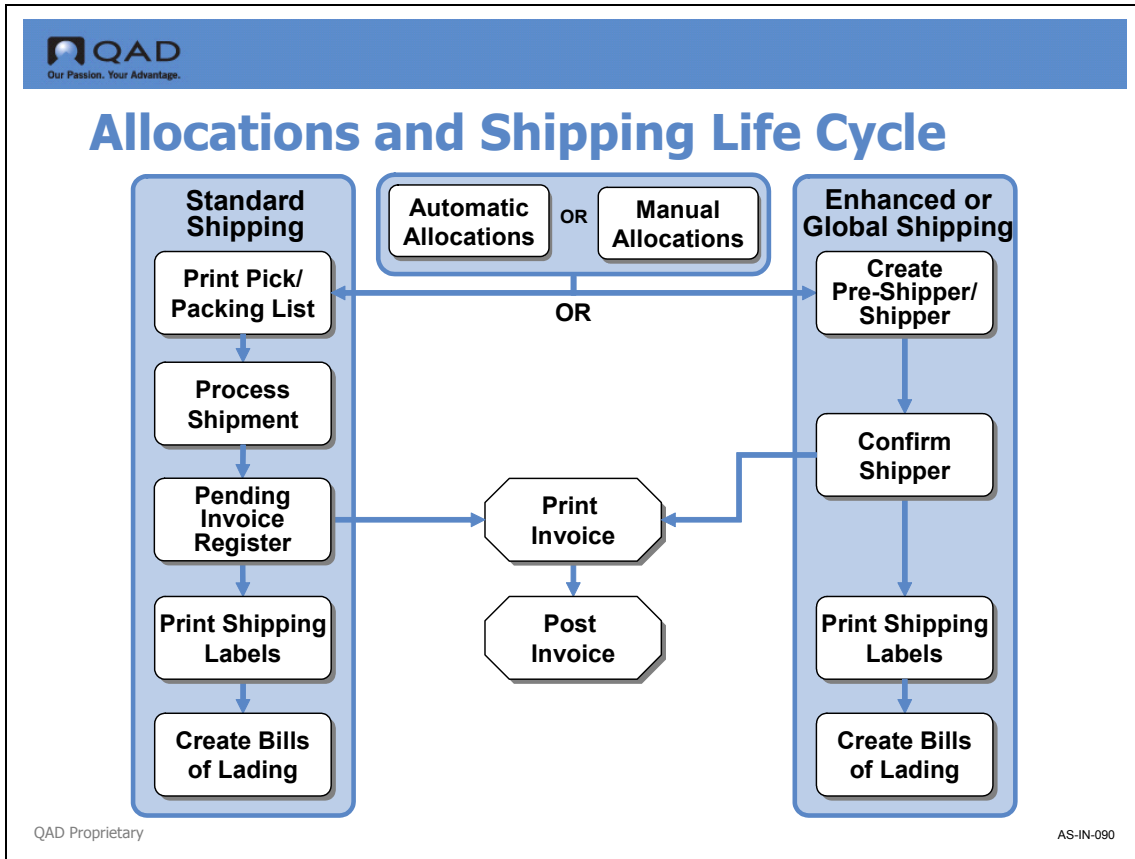 QAD
Our Passion. Your Advantage.
Allocations and Shipping Life Cycle
Standard
Shipping
Automatic
Allocations
OR
Manual
Allocations
Enhanced or
Global Shipping
Print Pick/
Packing List
OR
Create
Pre-Shipper/
Shipper
Process
Shipment
Confirm
Shipper
Pending
Invoice
Register
Print
Invoice
Print Shipping
Labels
Post
Invoice
Print Shipping
Labels
Create Bills
of Lading
Create Bills
of Lading
QAD Proprietary
AS-IN-090